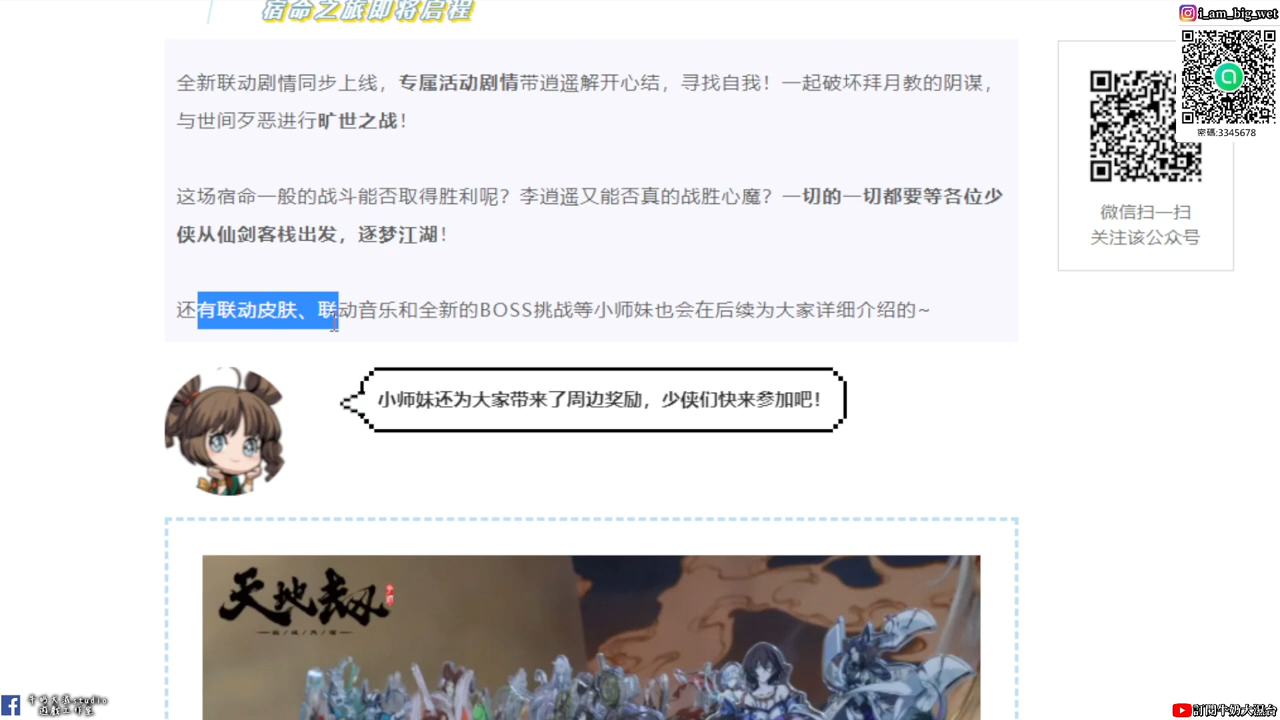 宿命之旅即将启程
i_am_big_wet
密碼:3345678
全新联动剧情同步上线，专属活动剧情带逍遥解开心结，寻找自我！一起破坏拜月教的阴谋，
与世间歹恶进行旷世之战！
这场宿命一般的战斗能否取得胜利呢？李逍遥又能否真的战胜心魔？一切的一切都要等各位少
侠从仙剑客栈出发，逐梦江湖！
还有联动皮肤、联动音乐和全新的BOSS挑战等小师妹也会在后续为大家详细介绍的~
微信扫一扫
关注该公众号
小师妹还为大家带来了周边奖励，少侠们快来参加吧！
天地劫
studio
遊戲工作室
訂閱牛奶大濕